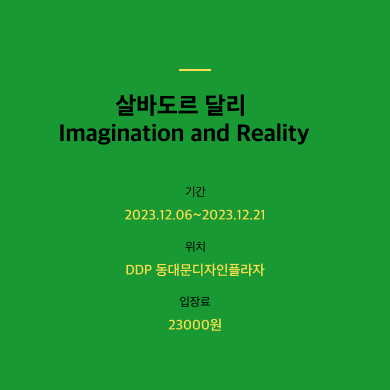 살바도르 달리
Imagination and Reality
기간
2023.12.06~2023.12.21
위치
DDP 동대문디자인플라자
입장료
23000원